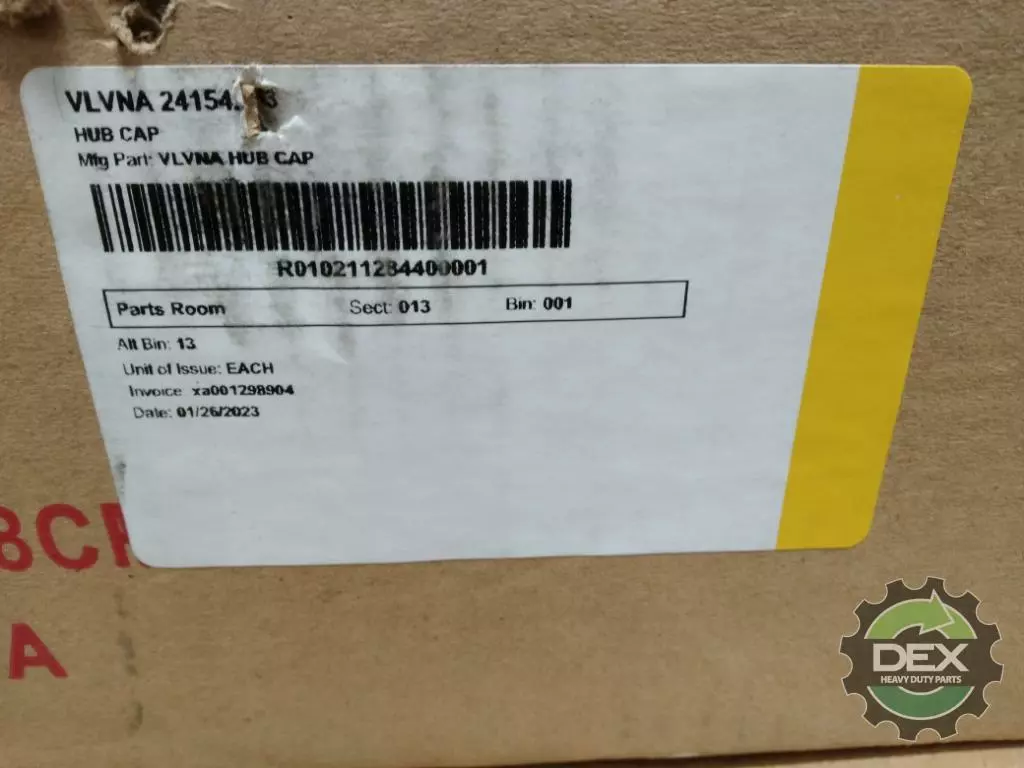 VLVNA
HUB CAP
Mfg Part: VLVNA HUB CAP
R010211284400001
Parts Room Sect: 013 Bin: 001
Alt Bin: 13
Unit of Issue: EACH
Invoice xa001298904
Date: 01/26/2023
A
DEX
HEAVY DUTY PARTS